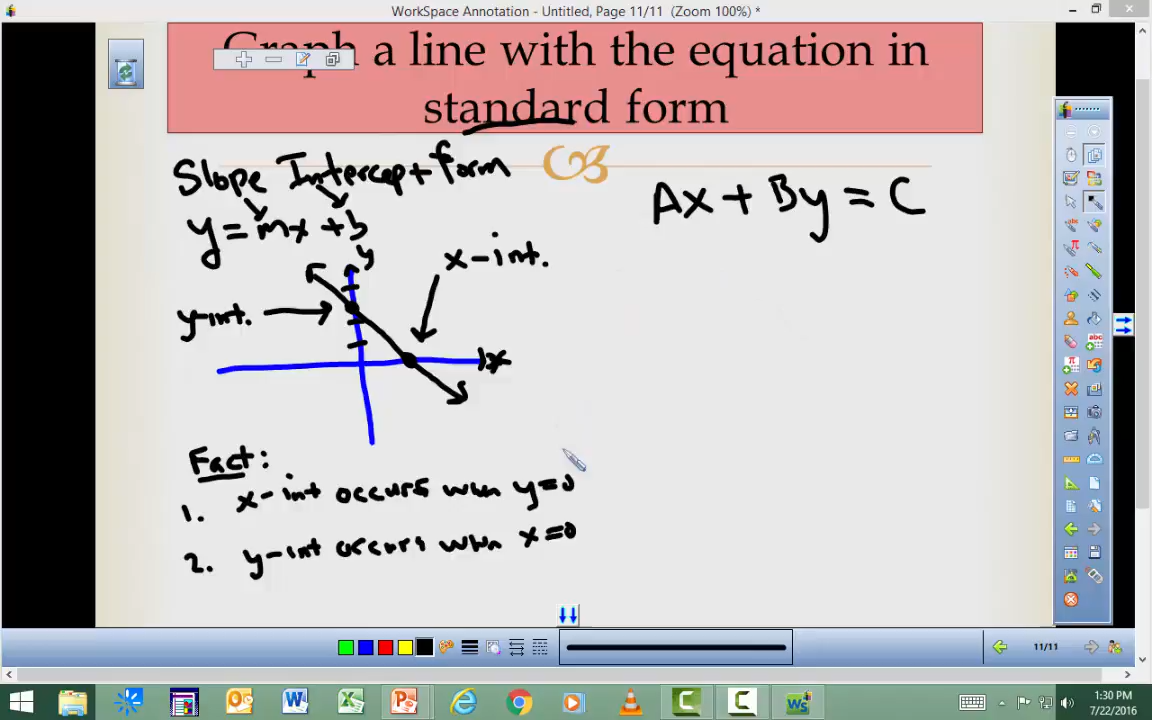 WorkSpace Annotation - Untitled, Page 11/11 (Zoom 100%) *
Graph a line with the equation in
standard form
Slope Intercept form
y = mx + b
Ax + By = C
y
x-int.
y-int.
x
Fact:
1. x-int occurs when y=0
2. y-int occurs when x=0
11/11
1:30 PM
7/22/2016